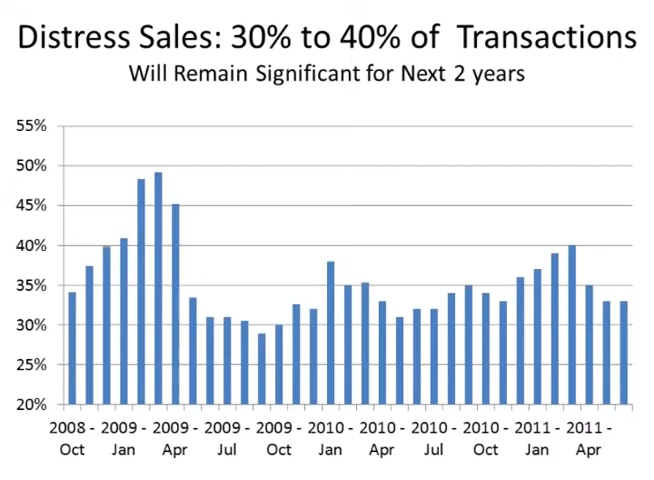 Distress Sales: 30% to 40% of Transactions
Will Remain Significant for Next 2 years
55%
50%
45%
40%
35%
30%
25%
20%
2008 - 2009 - 2009 - 2009 - 2009 - 2010 - 2010 - 2010 - 2010 - 2011 - 2011 -
Oct Jan Apr Jul Oct Jan Apr Jul Oct Jan Apr